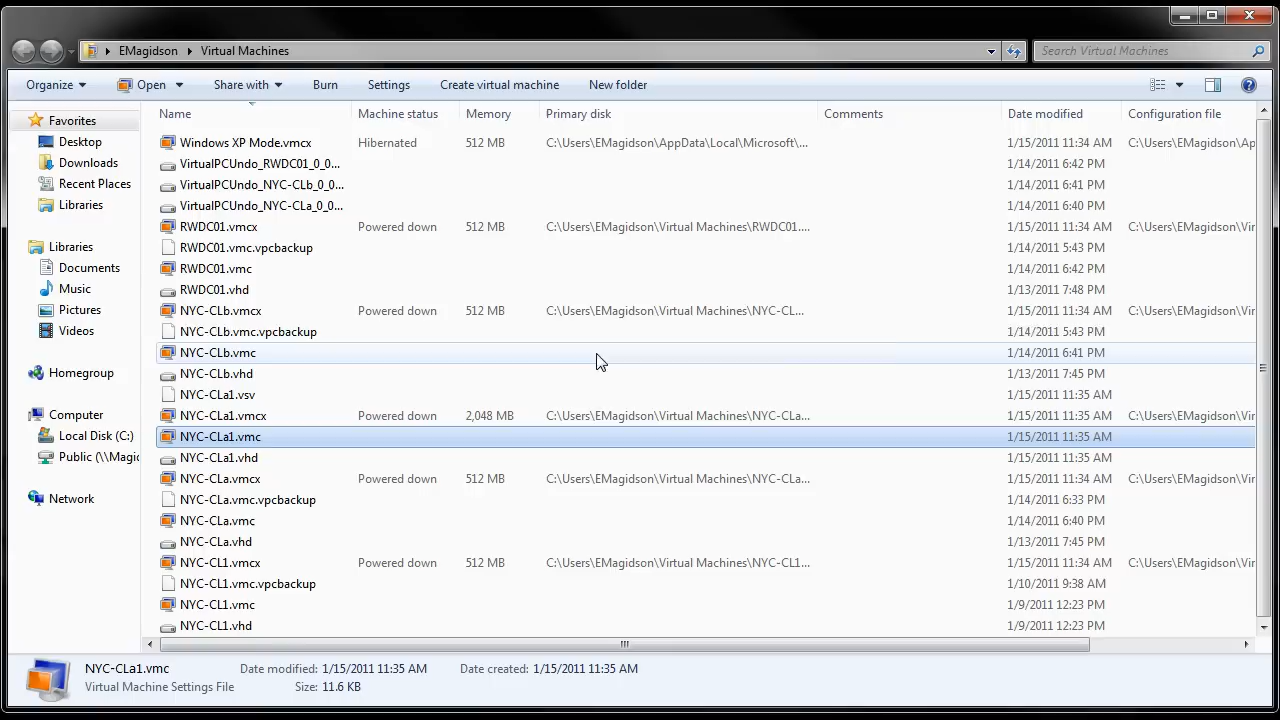 EMagidson Virtual Machines Search Virtual Machines
Organize Open Share with Burn Settings Create virtual machine New folder
Favorites
Desktop
Downloads
Recent Places
Libraries
Libraries
Documents
Music
Pictures
Videos
Homegroup
Computer
Local Disk (C:)
Public (\\Magic
Network
Name Machine status Memory Primary disk Comments Date modified Configuration file
Windows XP Mode.vmcx Hibernated 512 MB C:\Users\EMagidson\AppData\Local\Microsoft\... 1/15/2011 11:34 AM C:\Users\EMagidson\Ap
VirtualPCUndo_RWDC01_0_0... 1/14/2011 6:42 PM
VirtualPCUndo_NYC-CLb_0_0... 1/14/2011 6:41 PM
VirtualPCUndo_NYC-CLa_0_0... 1/14/2011 6:40 PM
RWDC01.vmcx Powered down 512 MB C:\Users\EMagidson\Virtual Machines\RWDC01.... 1/15/2011 11:34 AM C:\Users\EMagidson\Vir
RWDC01.vmc.vpcbackup 1/14/2011 5:43 PM
RWDC01.vmc 1/14/2011 6:42 PM
RWDC01.vhd 1/13/2011 7:48 PM
NYC-CLb.vmcx Powered down 512 MB C:\Users\EMagidson\Virtual Machines\NYC-CL... 1/15/2011 11:34 AM C:\Users\EMagidson\Vir
NYC-CLb.vmc.vpcbackup 1/14/2011 5:43 PM
NYC-CLb.vmc 1/14/2011 6:41 PM
NYC-CLb.vhd 1/13/2011 7:45 PM
NYC-CLa1.vsv 1/15/2011 11:35 AM
NYC-CLa1.vmcx Powered down 2,048 MB C:\Users\EMagidson\Virtual Machines\NYC-CLa... 1/15/2011 11:35 AM C:\Users\EMagidson\Vir
NYC-CLa1.vmc 1/15/2011 11:35 AM
NYC-CLa1.vhd 1/15/2011 11:35 AM
NYC-CLa.vmcx Powered down 512 MB C:\Users\EMagidson\Virtual Machines\NYC-CLa... 1/15/2011 11:34 AM C:\Users\EMagidson\Vir
NYC-CLa.vmc.vpcbackup 1/14/2011 6:33 PM
NYC-CLa.vmc 1/14/2011 6:40 PM
NYC-CLa.vhd 1/13/2011 7:45 PM
NYC-CL1.vmcx Powered down 512 MB C:\Users\EMagidson\Virtual Machines\NYC-CL1... 1/15/2011 11:34 AM C:\Users\EMagidson\Vir
NYC-CL1.vmc.vpcbackup 1/10/2011 9:38 AM
NYC-CL1.vmc 1/9/2011 12:23 PM
NYC-CL1.vhd 1/9/2011 12:23 PM
NYC-CLa1.vmc Date modified: 1/15/2011 11:35 AM Date created: 1/15/2011 11:35 AM
Virtual Machine Settings File Size: 11.6 KB